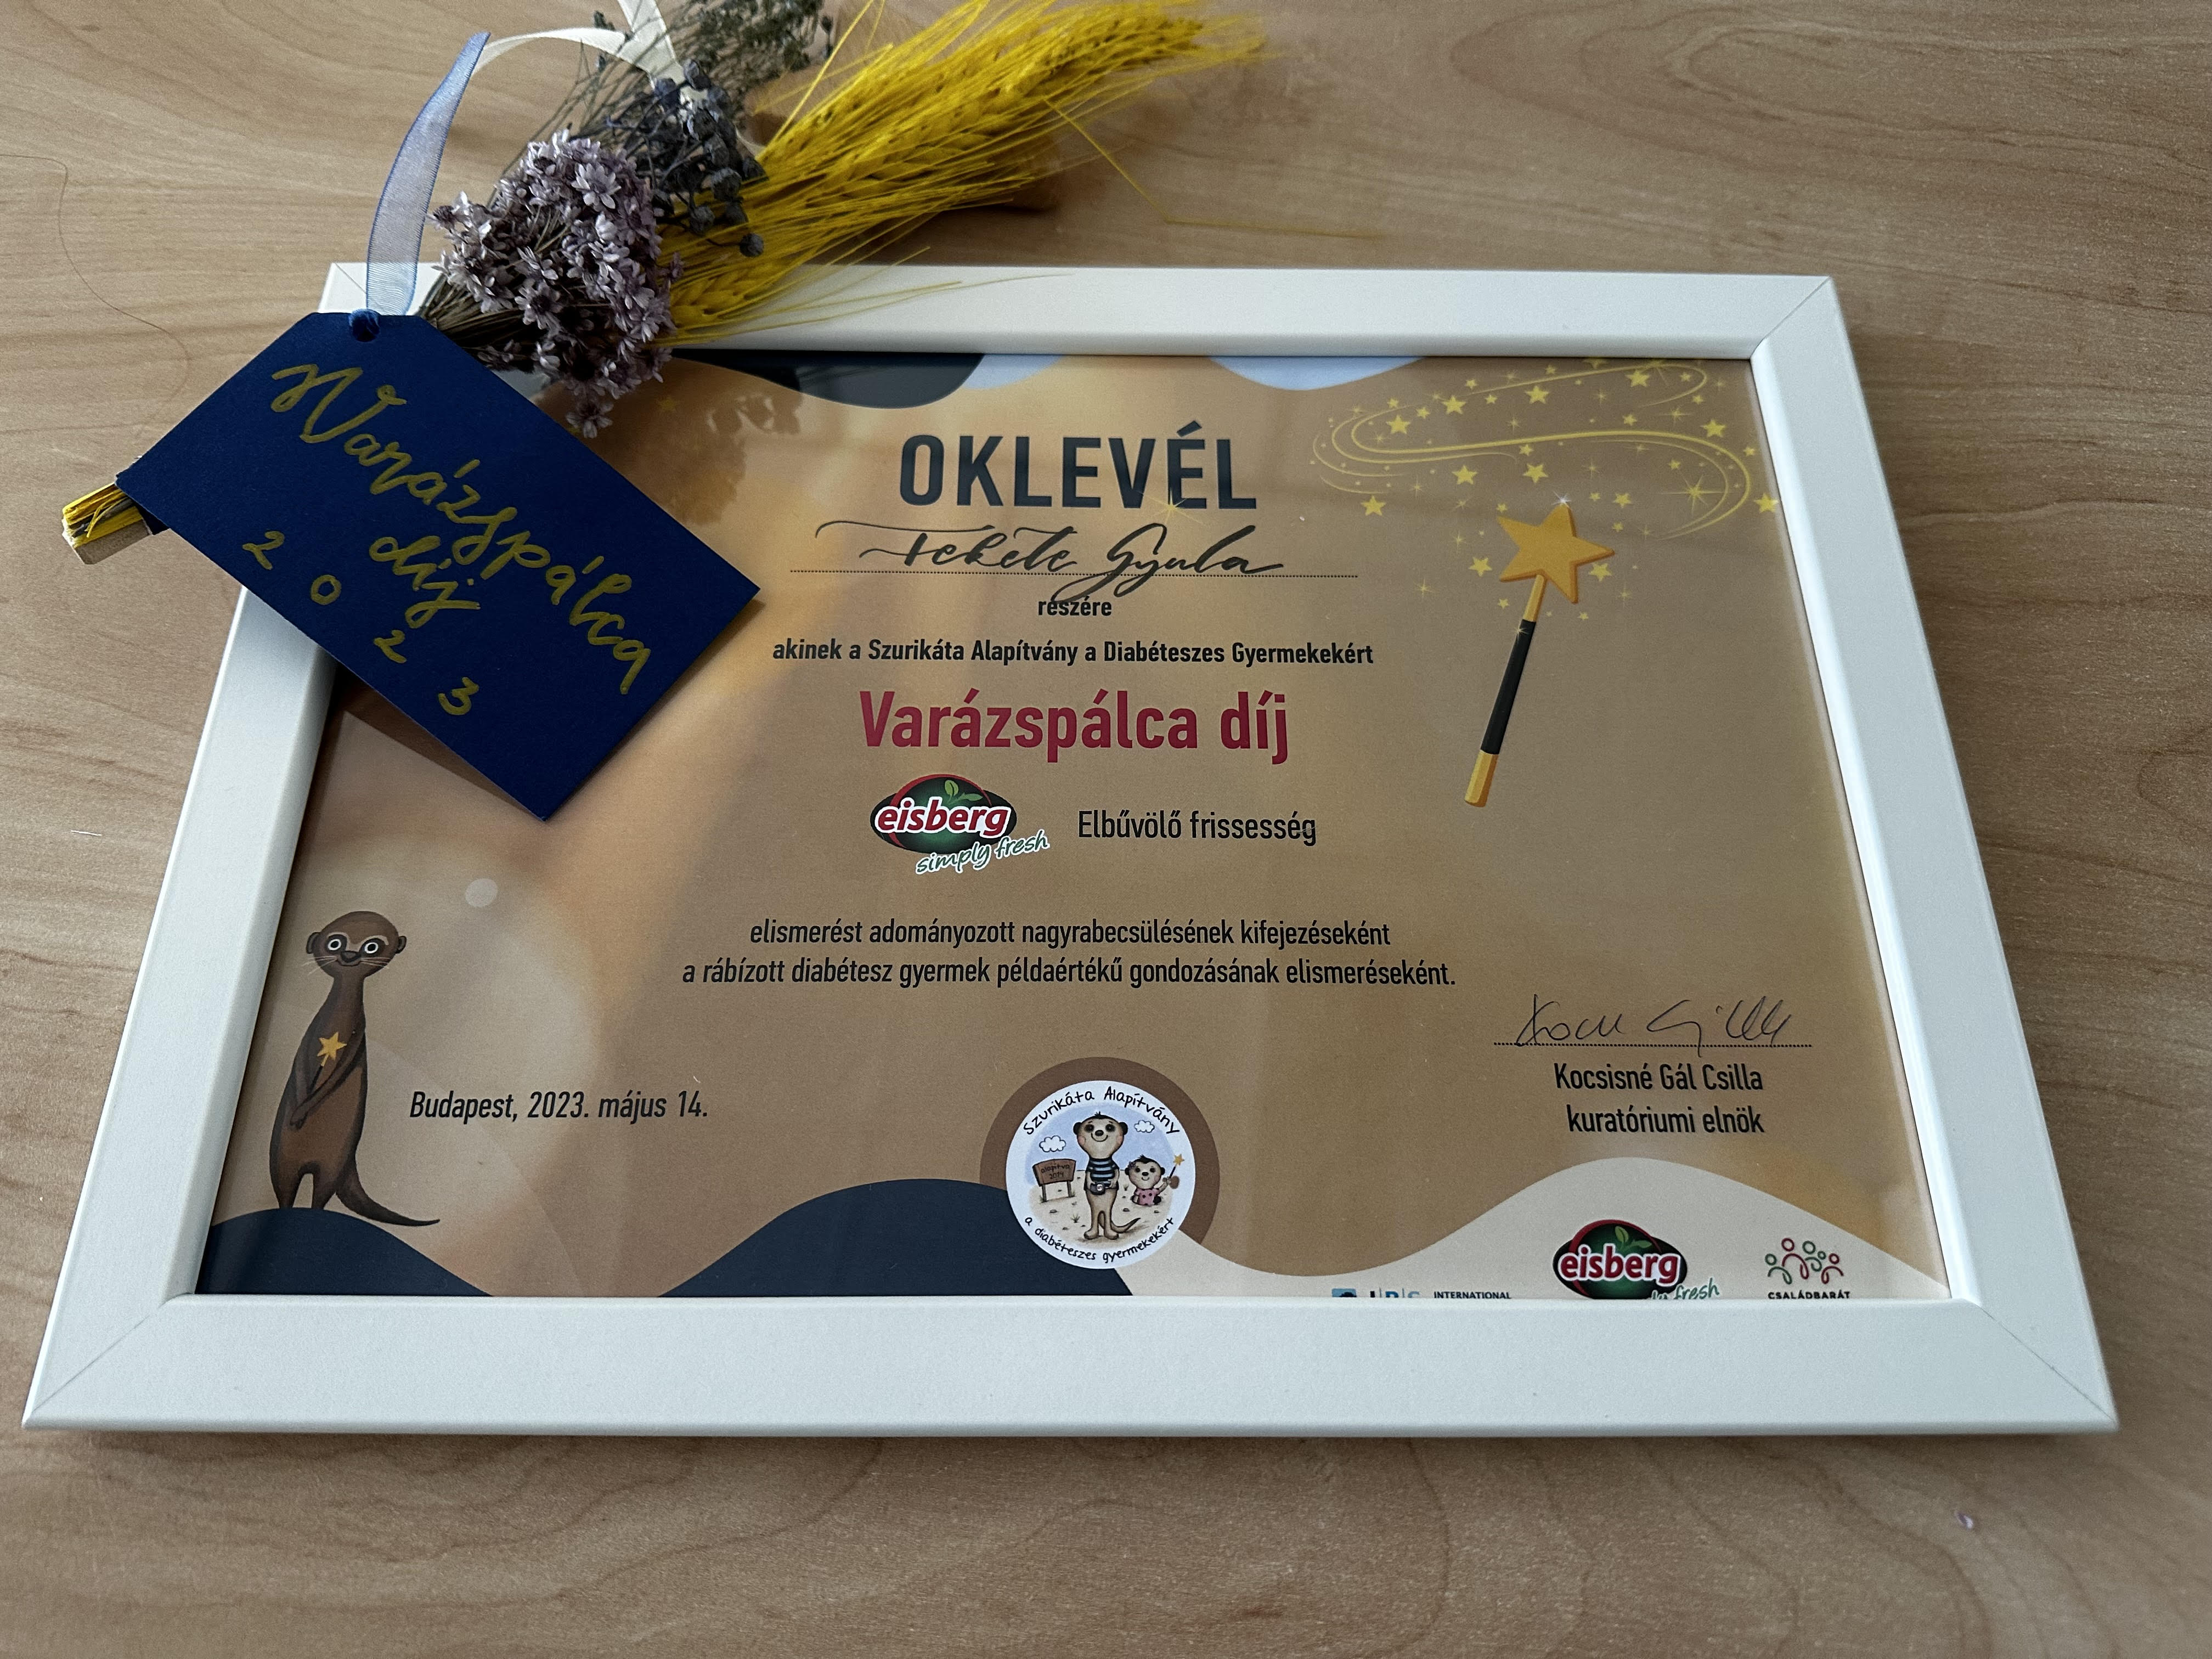 Varázspálca
díj
2023
OKLEVÉL
Fekete Gyula
részére
akinek a Szurikáta Alapítvány a Diabéteszes Gyermekekért
Varázspálca díj
eisberg
simply fresh
Elbűvölő frissesség
elismerést adományozott nagyrabecsülésének kifejezéseként
a rábízott diabétesz gyermek példaértékű gondozásának elismeréseként.
Kocsisné Gál Csilla
kuratóriumi elnök
Budapest, 2023. május 14.
Szurikáta Alapítvány
a diabéteszes gyermekekért
INTERNATIONAL
eisberg
fresh
CSALÁDBARÁT